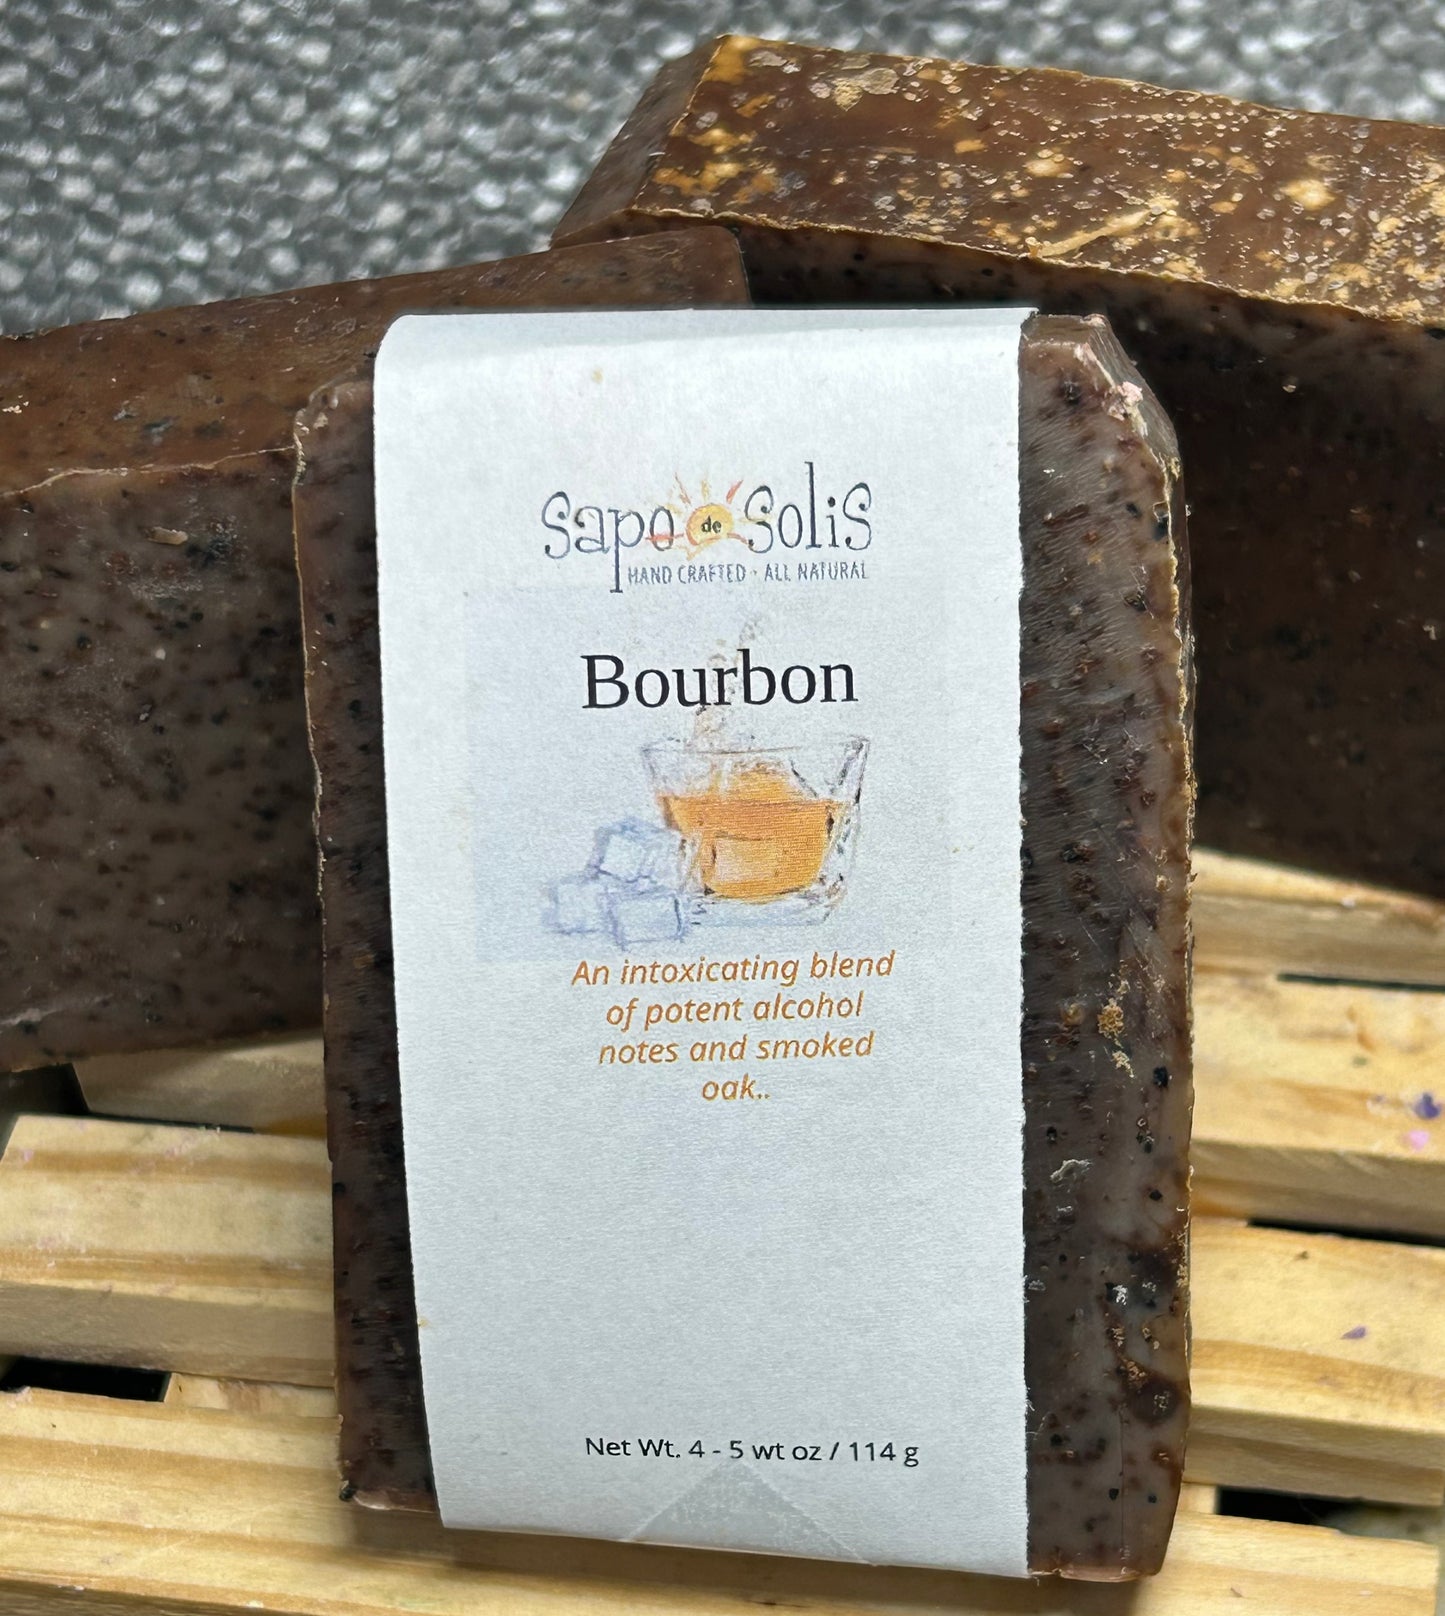 sapo de solis
HAND CRAFTED · ALL NATURAL
Bourbon
An intoxicating blend
of potent alcohol
notes and smoked
oak..
Net Wt. 4 - 5 wt oz / 114 g